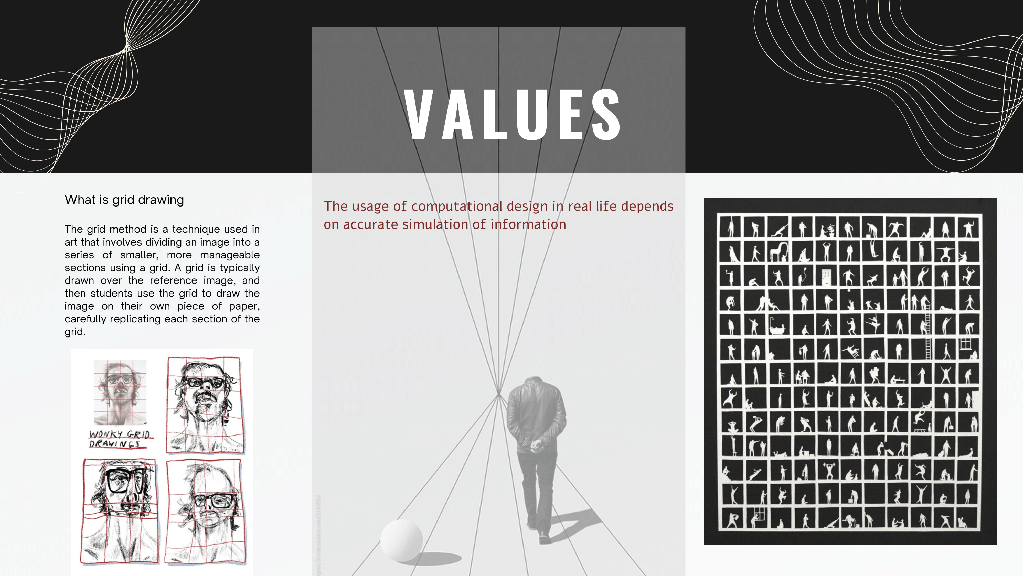 VALUES
What is grid drawing
The grid method is a technique used in
art that involves dividing an image into a
series of smaller, more manageable
sections using a grid. A grid is typically
drawn over the reference image, and
then students use the grid to draw the
image on their own piece of paper,
carefully replicating each section of the
grid.
WONKY GRID
DRAWINGS
The usage of computational design in real life depends
on accurate simulation of information